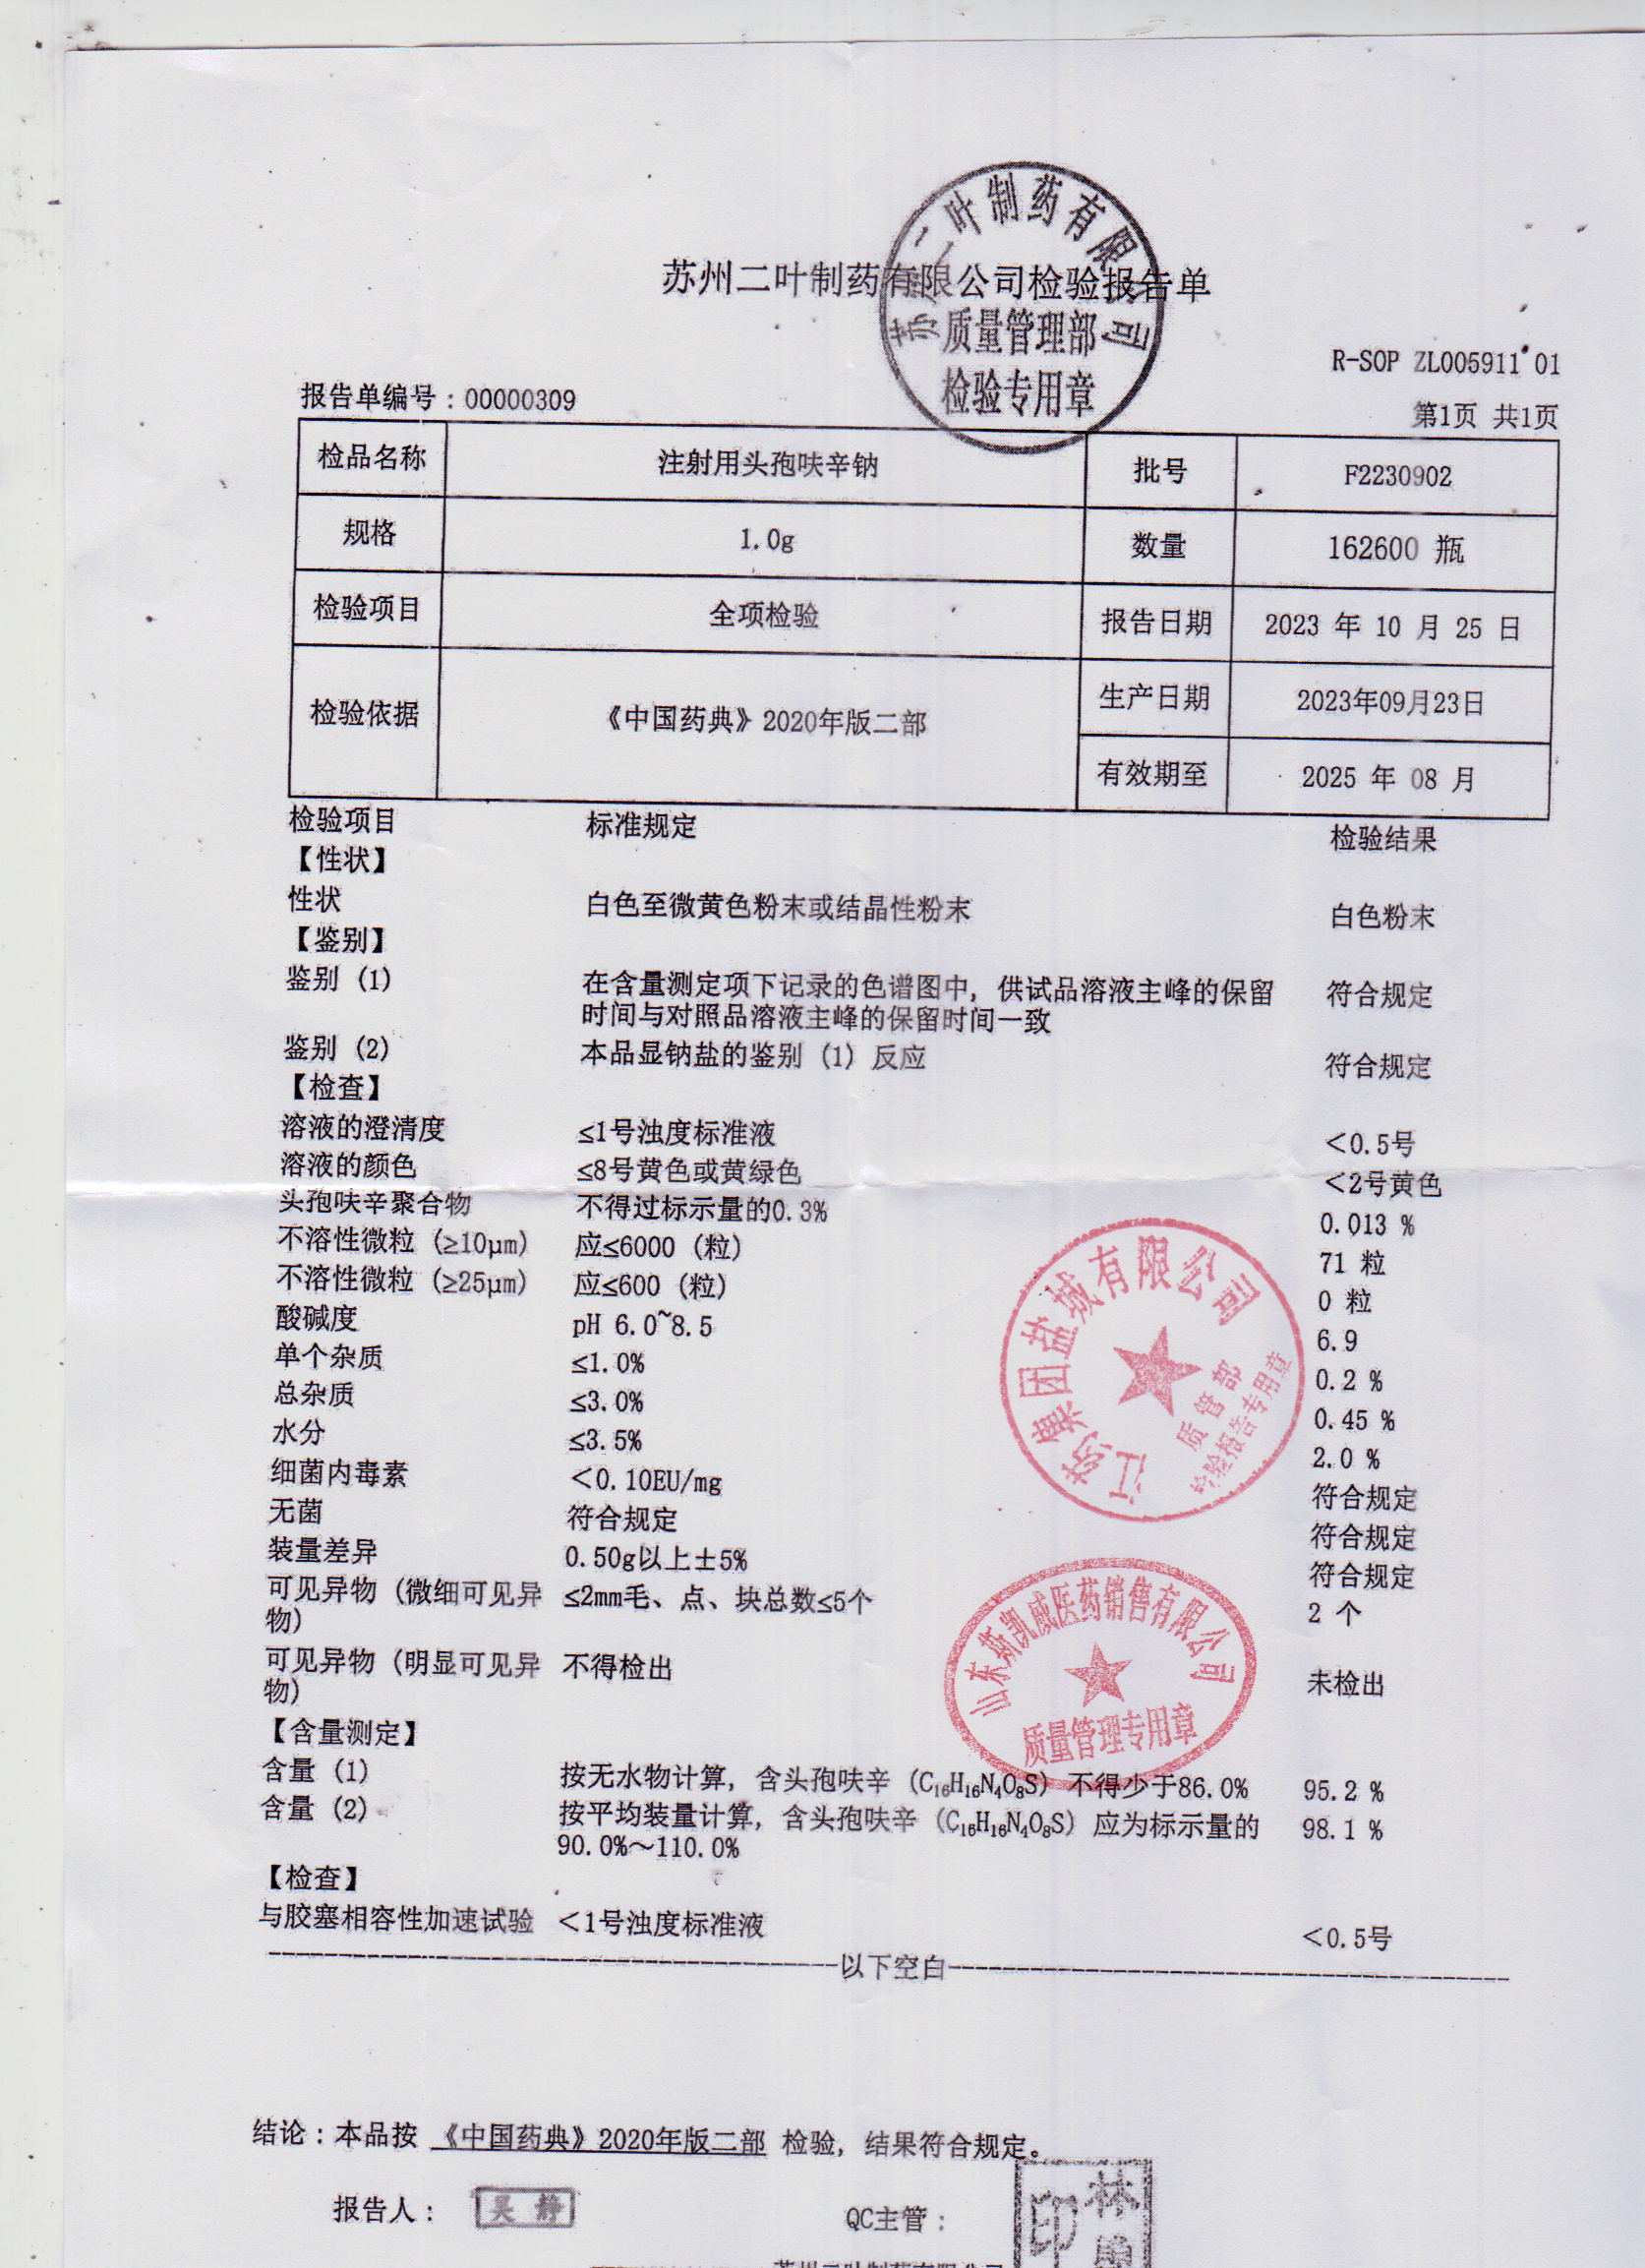 苏州二叶制药有限公司
质量管理部
检验专用章
苏州二叶制药有限公司检验报告单
R-SOP ZL005911 01
报告单编号：00000309
第1页 共1页
检品名称 注射用头孢呋辛钠 批号 F2230902
规格 1.0g 数量 162600 瓶
检验项目 全项检验 报告日期 2023 年 10 月 25 日
检验依据 《中国药典》2020年版二部 生产日期 2023年09月23日
有效期至 2025 年 08 月
检验项目 标准规定 检验结果
【性状】
性状 白色至微黄色粉末或结晶性粉末 白色粉末
【鉴别】
鉴别 (1) 在含量测定项下记录的色谱图中, 供试品溶液主峰的保留 符合规定
时间与对照品溶液主峰的保留时间一致
鉴别 (2) 本品显钠盐的鉴别 (1) 反应 符合规定
【检查】
溶液的澄清度 ≤1号浊度标准液 <0.5号
溶液的颜色 ≤8号黄色或黄绿色 <2号黄色
头孢呋辛聚合物 不得过标示量的0.3% 0.013 %
不溶性微粒 (≥10μm) 应≤6000 (粒) 71 粒
不溶性微粒 (≥25μm) 应≤600 (粒) 0 粒
酸碱度 pH 6.0~8.5 6.9
单个杂质 ≤1.0% 0.2 %
总杂质 ≤3.0% 0.45 %
水分 ≤3.5% 2.0 %
细菌内毒素 <0.10EU/mg 符合规定
无菌 符合规定 符合规定
装量差异 0.50g以上±5% 符合规定
可见异物 (微细可见异 ≤2mm毛、点、块总数≤5个 2 个
物)
可见异物 (明显可见异 不得检出 未检出
物)
江苏集团盐城有限公司
质管部
检验报告专用章
山东斯凯威医药销售有限公司
质量管理专用章
【含量测定】
含量 (1) 按无水物计算, 含头孢呋辛 (C₁₆H₁₆N₄O₈S) 不得少于86.0% 95.2 %
含量 (2) 按平均装量计算, 含头孢呋辛 (C₁₆H₁₆N₄O₈S) 应为标示量的 98.1 %
90.0%～110.0%
【检查】
与胶塞相容性加速试验 <1号浊度标准液 <0.5号
以下空白
结论：本品按 《中国药典》2020年版二部 检验, 结果符合规定。
报告人： 吴静
QC主管： 林 印